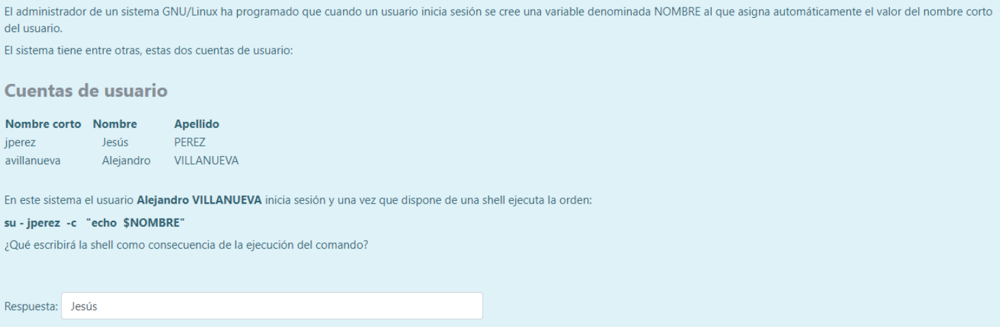 El administrador de un sistema GNU/Linux ha programado que cuando un usuario inicia sesión se cree una variable denominada NOMBRE al que asigna automáticamente el valor del nombre corto
del usuario.
El sistema tiene entre otras, estas dos cuentas de usuario:
Cuentas de usuario
Nombre corto Nombre Apellido
jperez Jesús PEREZ
avillanueva Alejandro VILLANUEVA
En este sistema el usuario Alejandro VILLANUEVA inicia sesión y una vez que dispone de una shell ejecuta la orden:
su - jperez -c "echo $NOMBRE"
¿Qué escribirá la shell como consecuencia de la ejecución del comando?
Respuesta: Jesús